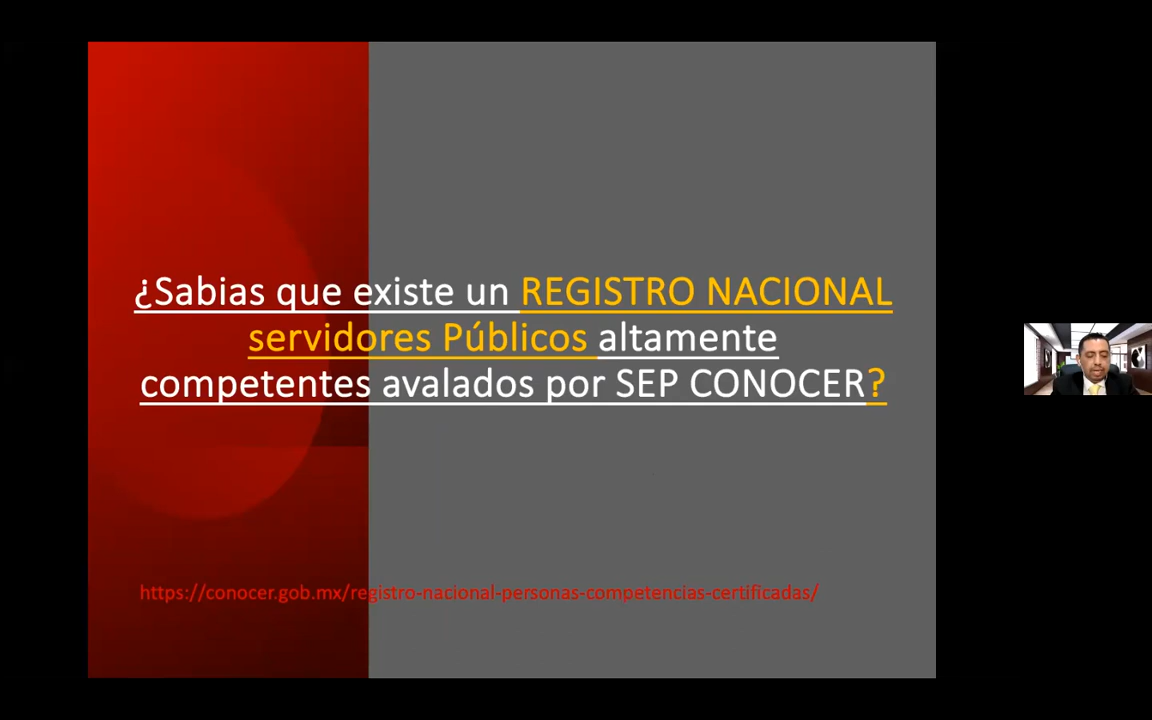 ¿Sabias que existe un REGISTRO NACIONAL
servidores Públicos altamente
competentes avalados por SEP CONOCER?
https://conocer.gob.mx/registro-nacional-personas-competencias-certificadas/